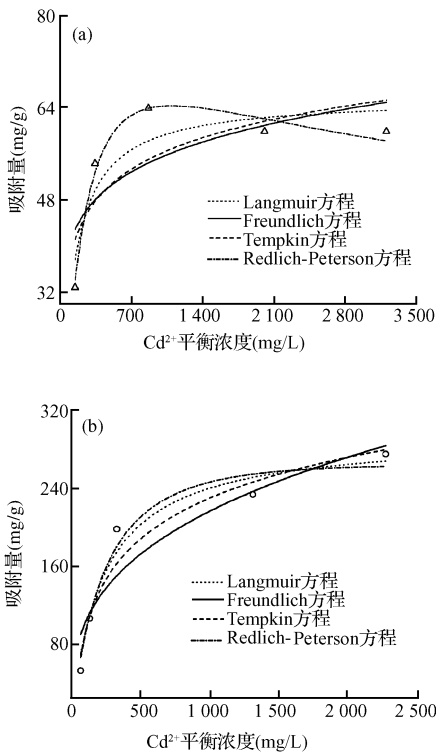 (a)
80
64
48
32
吸附量(mg/g)
Langmuir方程
Freundlich方程
Tempkin方程
Redlich-Peterson方程
0 700 1 400 2 100 2 800 3 500
Cd²⁺平衡浓度(mg/L)
(b)
320
240
160
80
吸附量(mg/g)
Langmuir方程
Freundlich方程
Tempkin方程
Redlich-Peterson方程
0 500 1 000 1 500 2 000 2 500
Cd²⁺平衡浓度(mg/L)